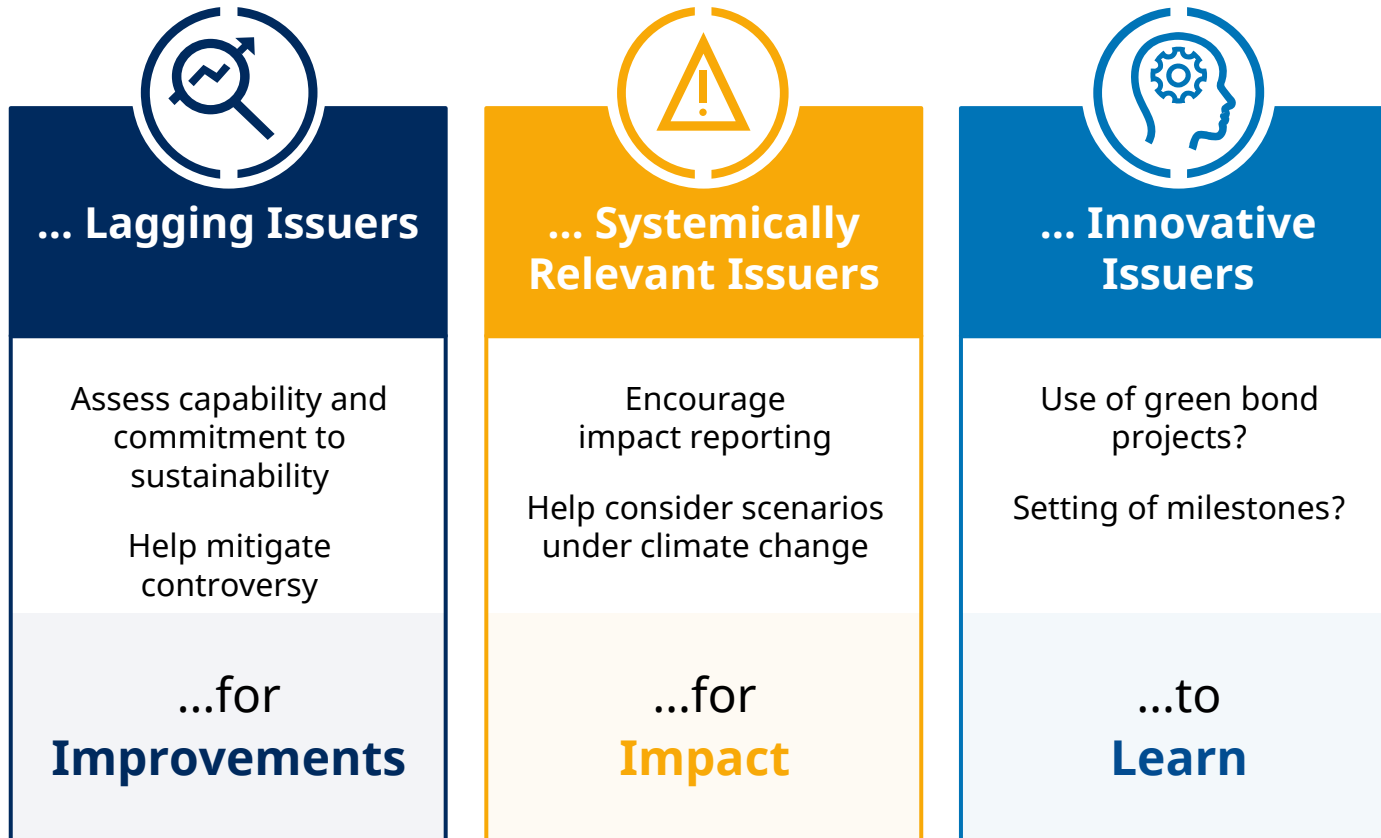 ... Lagging Issuers
Assess capability and
commitment to
sustainability
Help mitigate
controversy
...for
Improvements
... Systemically
Relevant Issuers
Encourage
impact reporting
Help consider scenarios
under climate change
...for
Impact
... Innovative
Issuers
Use of green bond
projects?
Setting of milestones?
...to
Learn